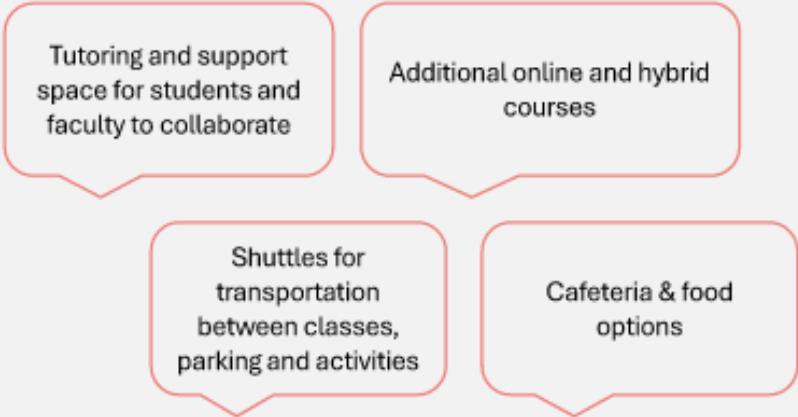 Tutoring and support
space for students and
faculty to collaborate
Additional online and hybrid
courses
Shuttles for
transportation
between classes,
parking and activities
Cafeteria & food
options